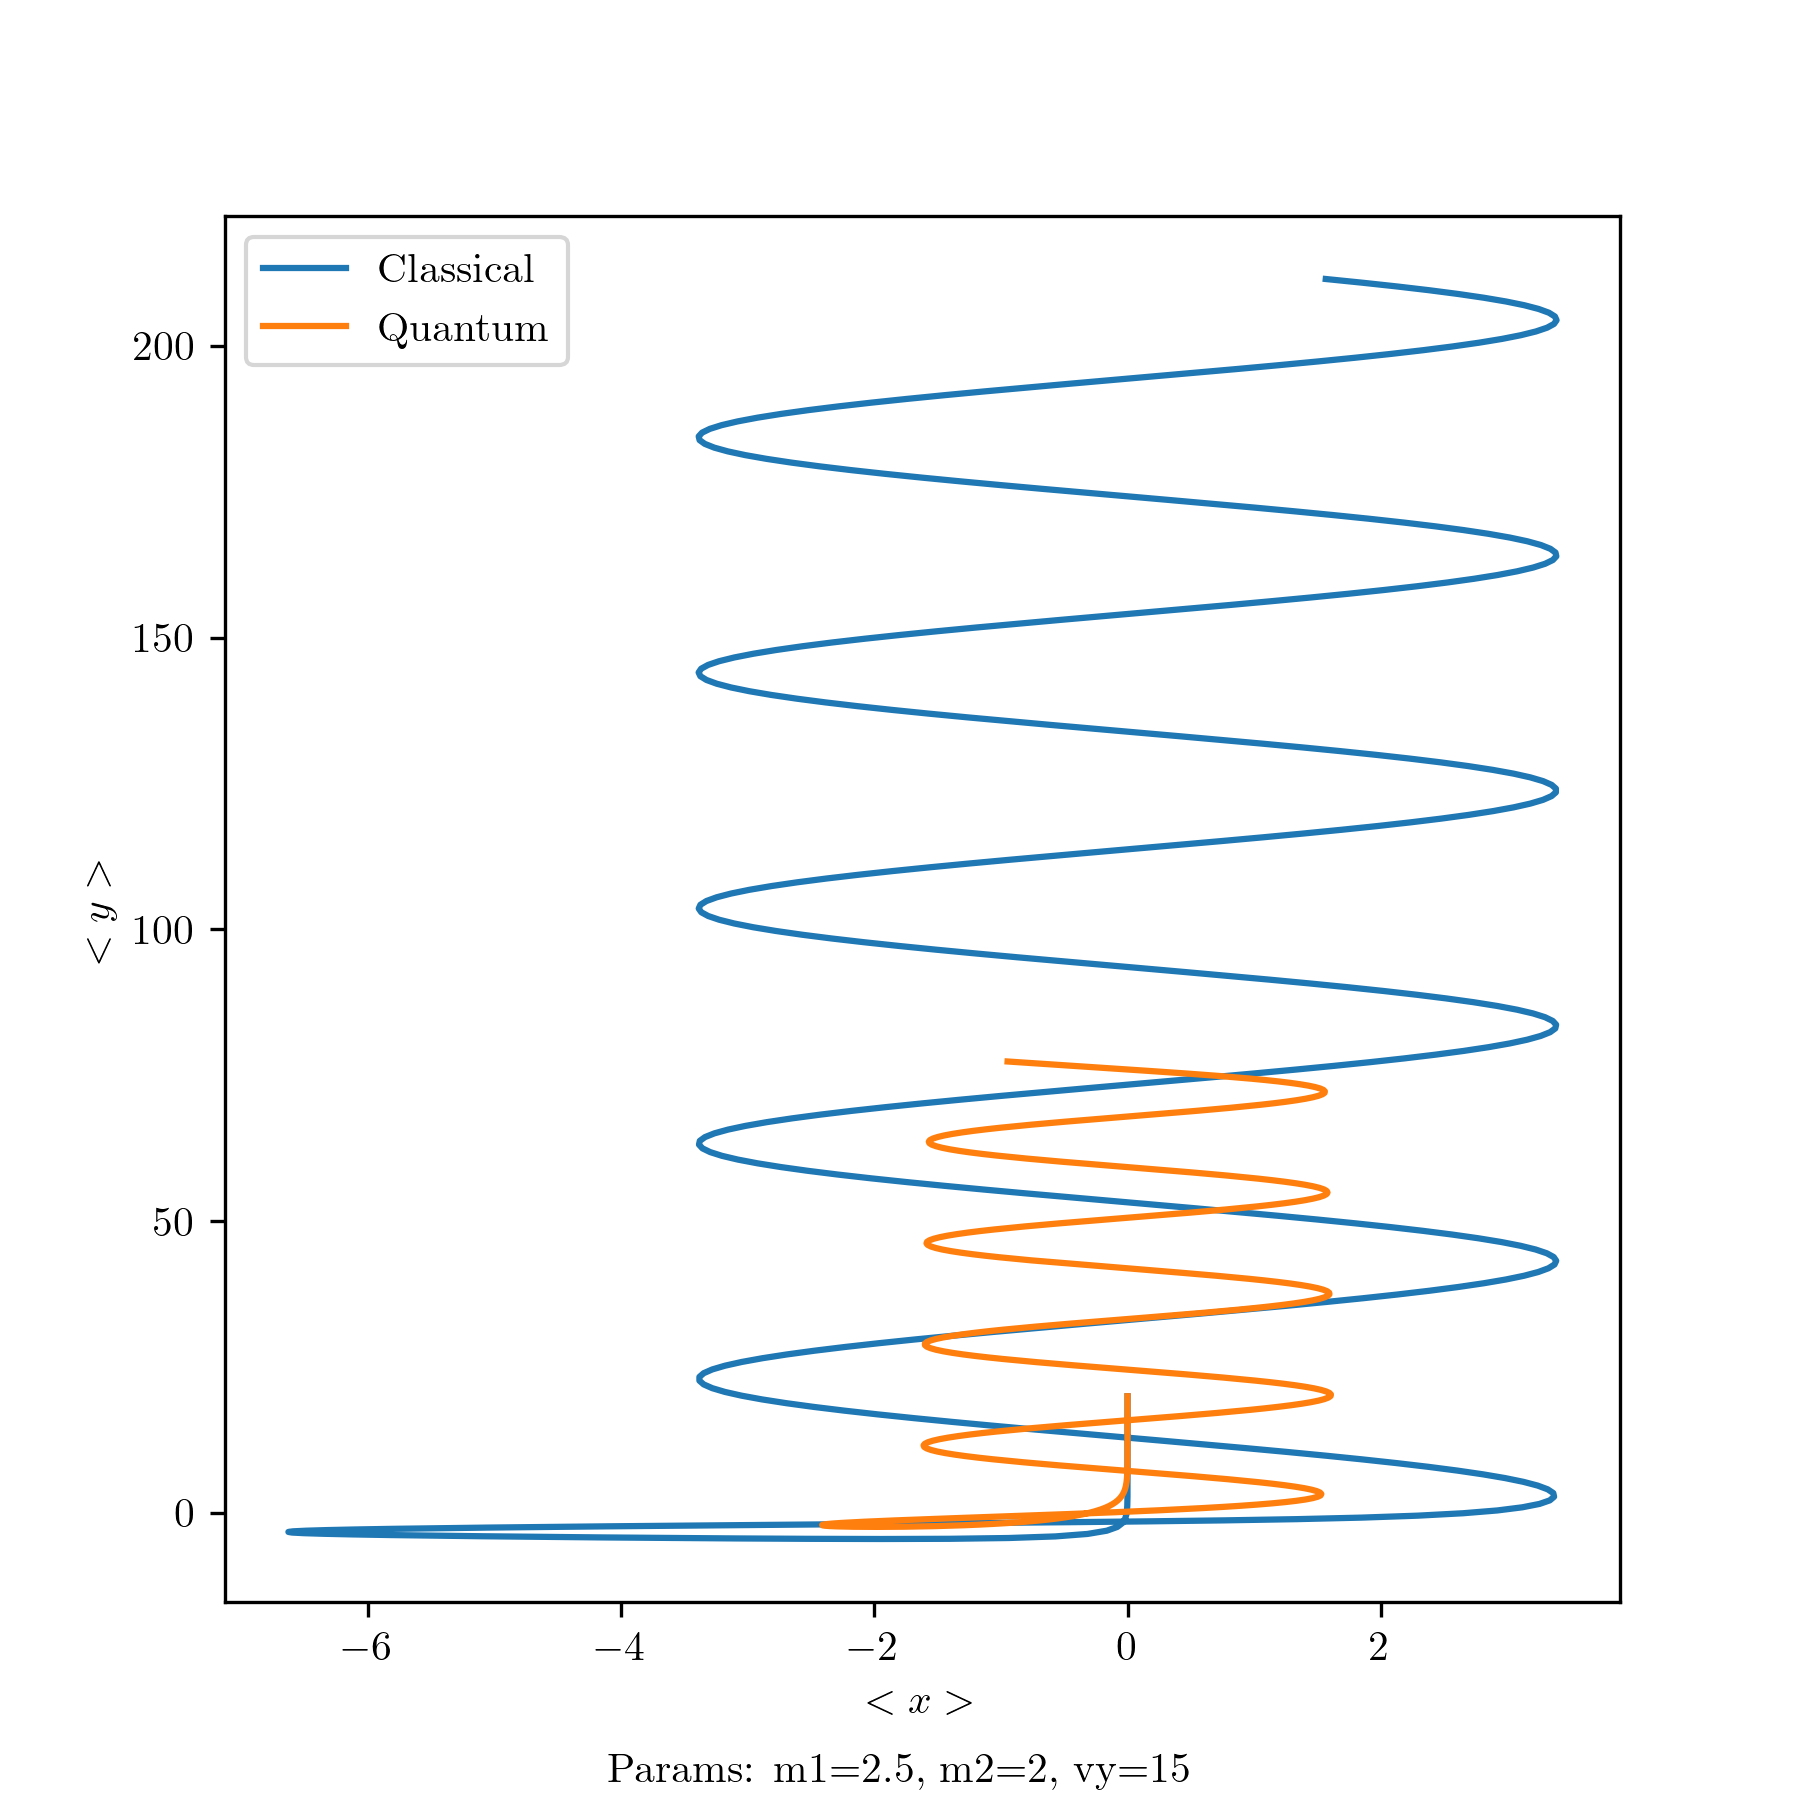 Classical
Quantum
200
150
100
50
0
< y >
−6 −4 −2 0 2
< x >
Params: m1=2.5, m2=2, vy=15